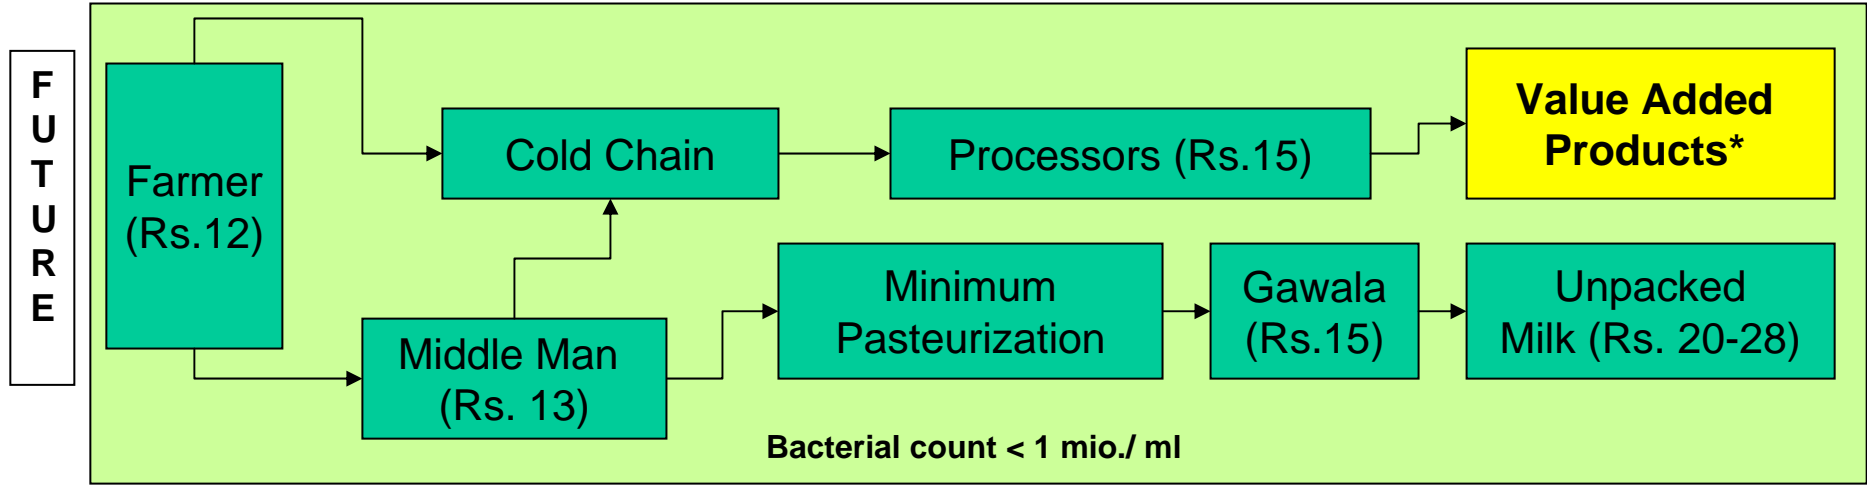 F
U
T
U
R
E
Farmer
(Rs.12)
Cold Chain
Processors (Rs.15)
Value Added
Products*
Middle Man
(Rs. 13)
Minimum
Pasteurization
Gawala
(Rs.15)
Unpacked
Milk (Rs. 20-28)
Bacterial count < 1 mio./ ml